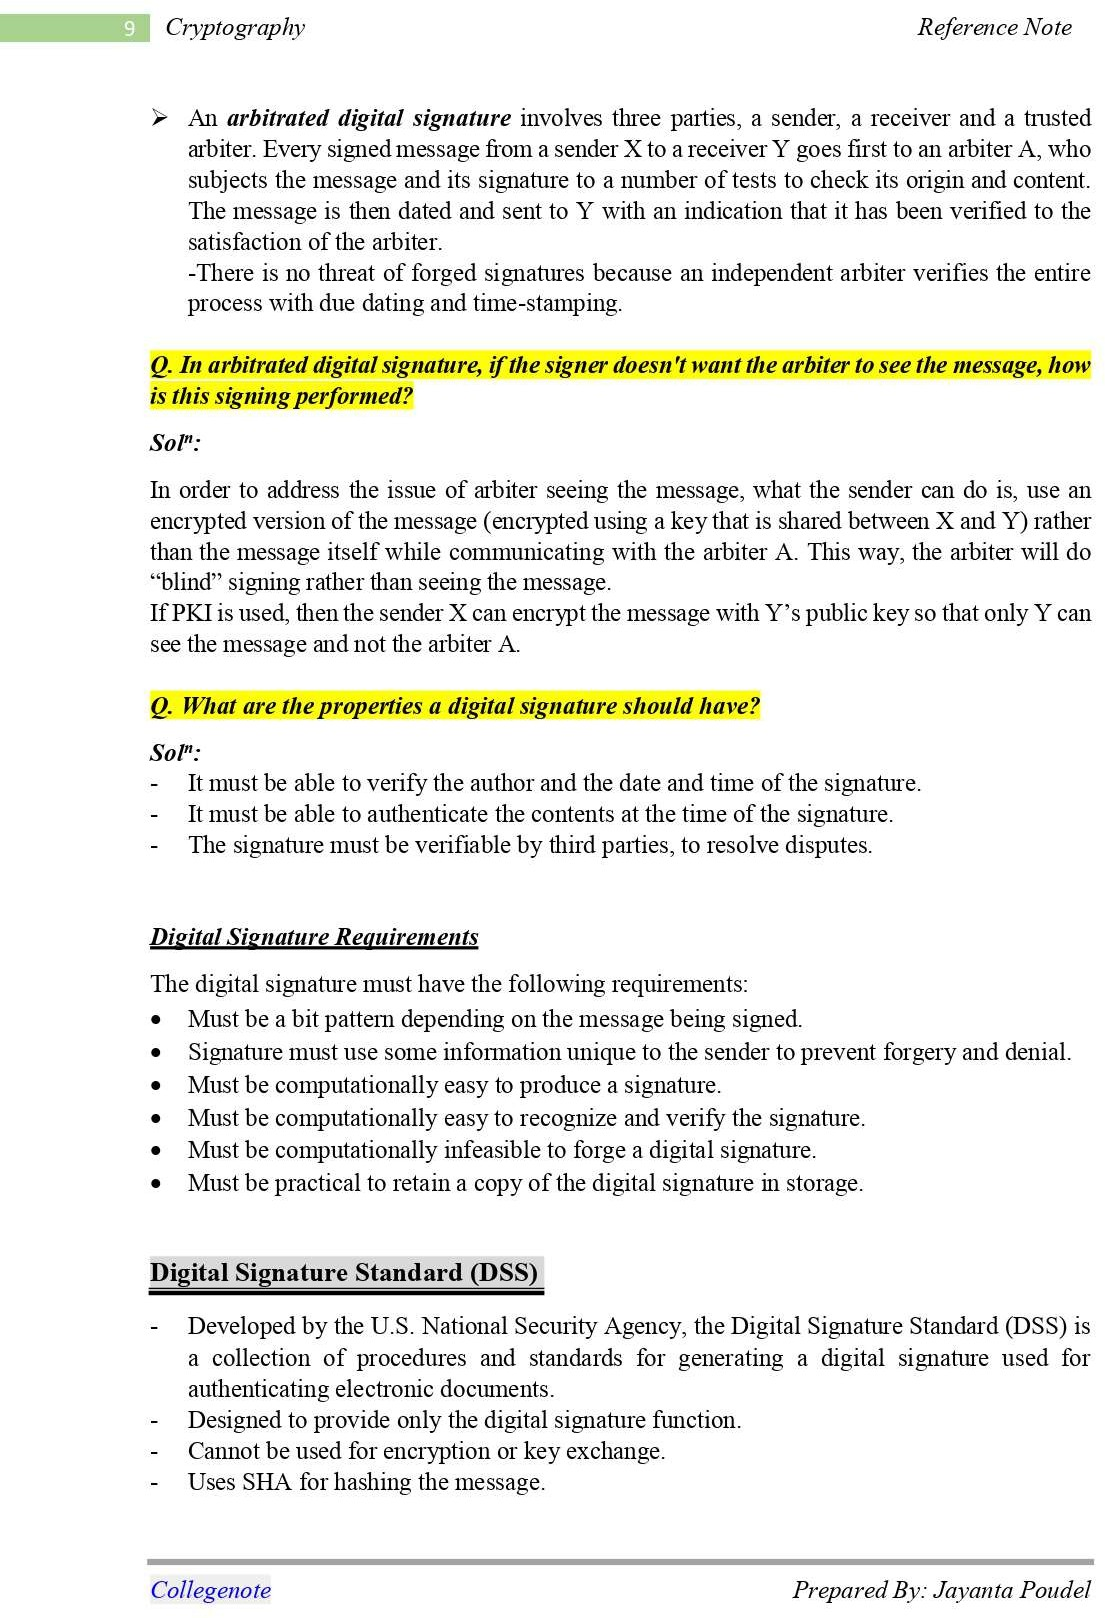 9 Cryptography Reference Note
➢ An arbitrated digital signature involves three parties, a sender, a receiver and a trusted
arbiter. Every signed message from a sender X to a receiver Y goes first to an arbiter A, who
subjects the message and its signature to a number of tests to check its origin and content.
The message is then dated and sent to Y with an indication that it has been verified to the
satisfaction of the arbiter.
-There is no threat of forged signatures because an independent arbiter verifies the entire
process with due dating and time-stamping.
Q. In arbitrated digital signature, if the signer doesn't want the arbiter to see the message, how
is this signing performed?
Solⁿ:
In order to address the issue of arbiter seeing the message, what the sender can do is, use an
encrypted version of the message (encrypted using a key that is shared between X and Y) rather
than the message itself while communicating with the arbiter A. This way, the arbiter will do
“blind” signing rather than seeing the message.
If PKI is used, then the sender X can encrypt the message with Y’s public key so that only Y can
see the message and not the arbiter A.
Q. What are the properties a digital signature should have?
Solⁿ:
- It must be able to verify the author and the date and time of the signature.
- It must be able to authenticate the contents at the time of the signature.
- The signature must be verifiable by third parties, to resolve disputes.
Digital Signature Requirements
The digital signature must have the following requirements:
• Must be a bit pattern depending on the message being signed.
• Signature must use some information unique to the sender to prevent forgery and denial.
• Must be computationally easy to produce a signature.
• Must be computationally easy to recognize and verify the signature.
• Must be computationally infeasible to forge a digital signature.
• Must be practical to retain a copy of the digital signature in storage.
Digital Signature Standard (DSS)
- Developed by the U.S. National Security Agency, the Digital Signature Standard (DSS) is
a collection of procedures and standards for generating a digital signature used for
authenticating electronic documents.
- Designed to provide only the digital signature function.
- Cannot be used for encryption or key exchange.
- Uses SHA for hashing the message.
Collegenote Prepared By: Jayanta Poudel